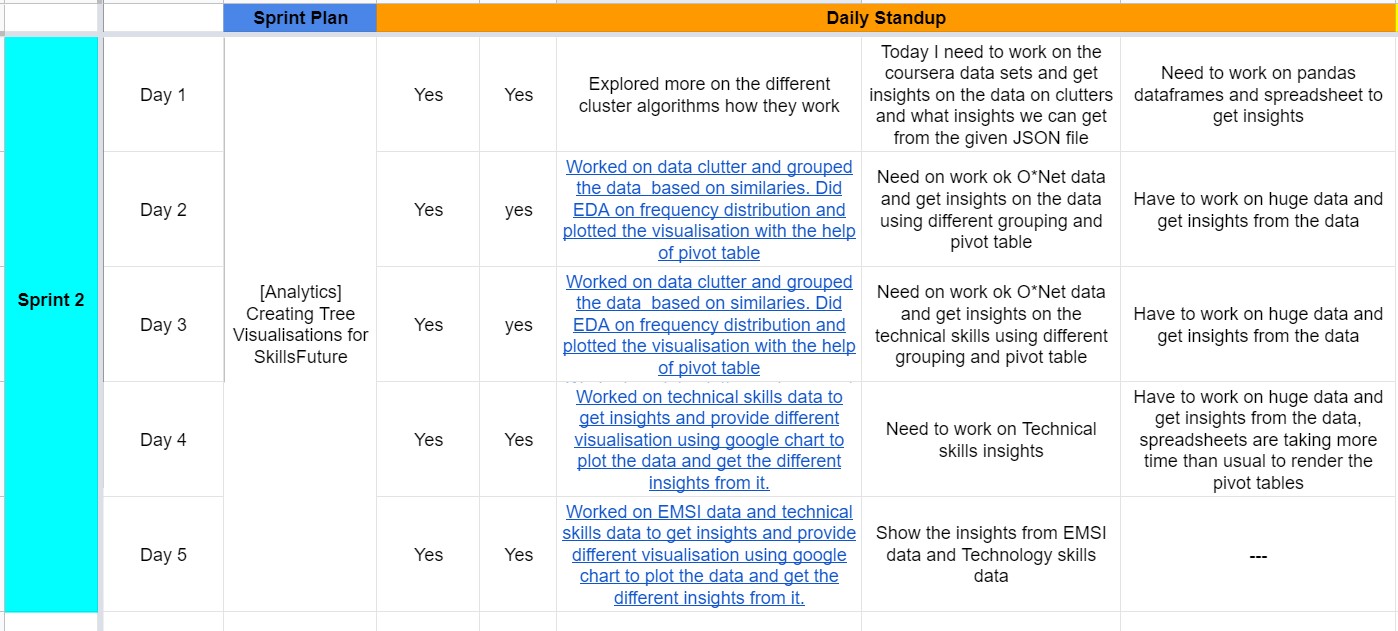 Sprint Plan
Daily Standup
Sprint 2
Day 1
Yes
Yes
Explored more on the different
cluster algorithms how they work
Today I need to work on the
coursera data sets and get
insights on the data on clutters
and what insights we can get
from the given JSON file
Need to work on pandas
dataframes and spreadsheet to
get insights
Day 2
Yes
yes
Worked on data clutter and grouped
the data  based on similaries. Did
EDA on frequency distribution and
plotted the visualisation with the help
of pivot table
Need on work ok O*Net data
and get insights on the data
using different grouping and
pivot table
Have to work on huge data and
get insights from the data
[Analytics]
Creating Tree
Visualisations for
SkillsFuture
Day 3
Yes
yes
Worked on data clutter and grouped
the data  based on similaries. Did
EDA on frequency distribution and
plotted the visualisation with the help
of pivot table
Need on work ok O*Net data
and get insights on the
technical skills using different
grouping and pivot table
Have to work on huge data and
get insights from the data
Day 4
Yes
Yes
Worked on technical skills data to
get insights and provide different
visualisation using google chart to
plot the data and get the different
insights from it.
Need to work on Technical
skills insights
Have to work on huge data and
get insights from the data,
spreadsheets are taking more
time than usual to render the
pivot tables
Day 5
Yes
Yes
Worked on EMSI data and technical
skills data to get insights and provide
different visualisation using google
chart to plot the data and get the
different insights from it.
Show the insights from EMSI
data and Technology skills
data
---